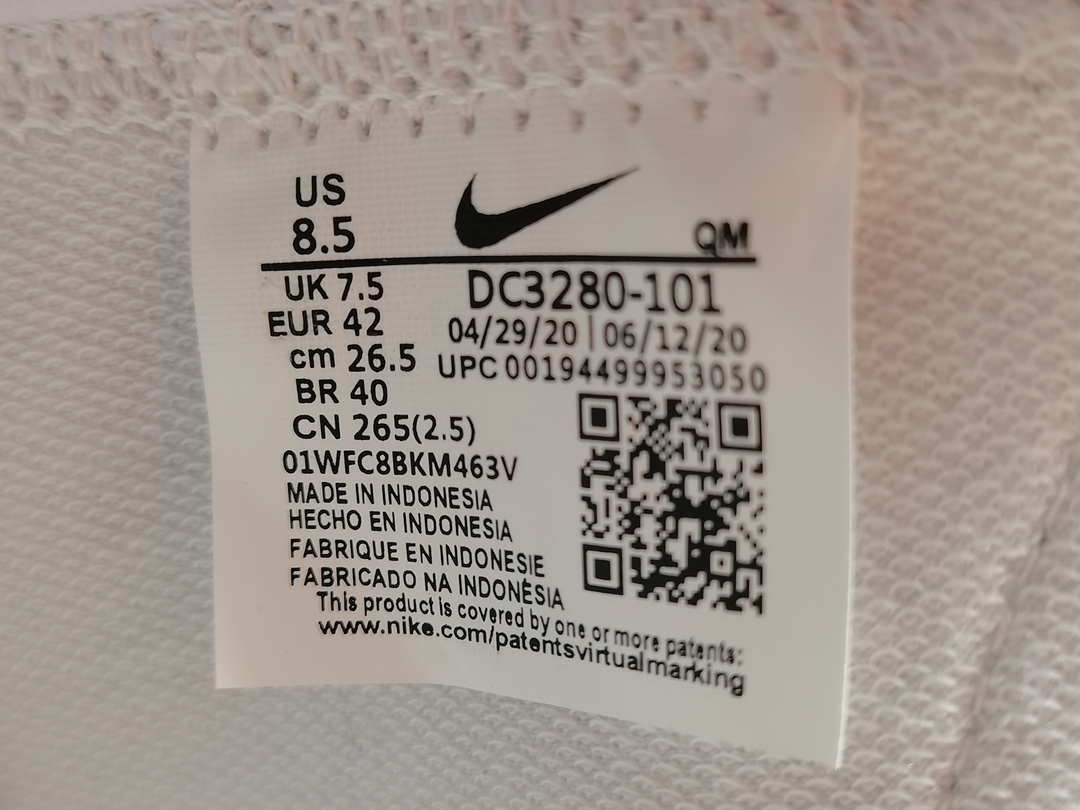 US
8.5
QM
UK 7.5
DC3280-101
EUR 42
04/29/20 | 06/12/20
cm 26.5
UPC 00194499953050
BR 40
CN 265(2.5)
01WFC8BKM463V
MADE IN INDONESIA
HECHO EN INDONESIA
FABRIQUE EN INDONESIE
FABRICADO NA INDONÉSIA
This product is covered by one or more patents:
www.nike.com/patentsvirtualmarking